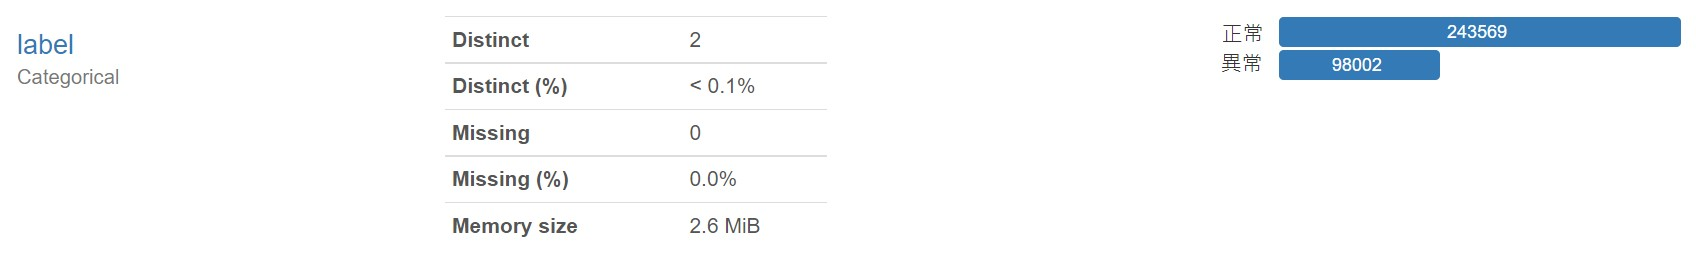 label
Categorical
Distinct 2
Distinct (%) < 0.1%
Missing 0
Missing (%) 0.0%
Memory size 2.6 MiB
正常 243569
異常 98002